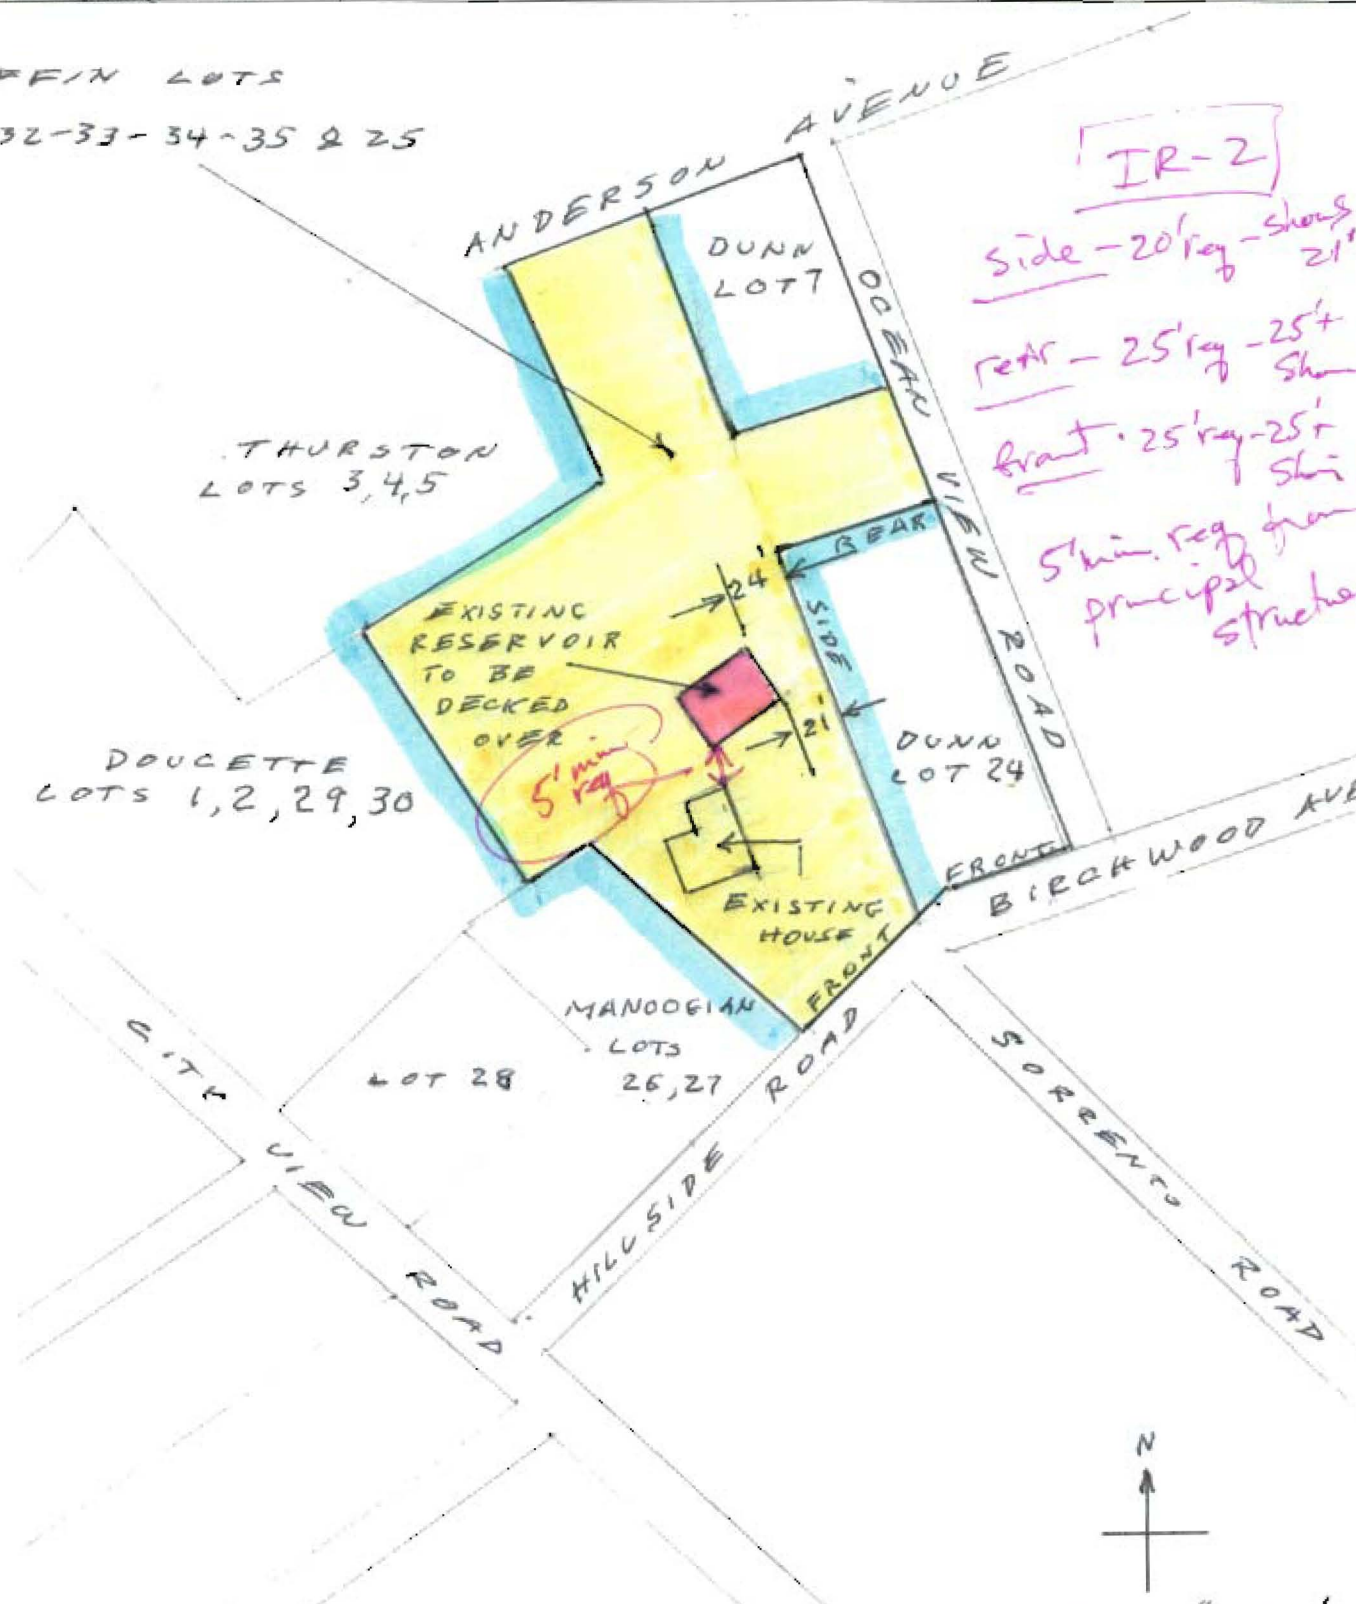 FFIN LOTS
32-33-34-35 & 25
ANDERSON AVENUE
IR-2
side - 20' req - shows 21'
rear - 25' req - 25'+
front - 25' req - 25'+
5' min. req from
principal
structure
DUNN
LOT 7
OCEAN VIEW ROAD
THURSTON
LOTS 3,4,5
REAR
SIDE
24'
EXISTING
RESERVOIR
TO BE
DECKED
OVER
21'
5' min
req
DOUCETTE
LOTS 1,2,29,30
DUNN
LOT 24
FRONT
BIRCHWOOD AVE
EXISTING
HOUSE
FRONT
MANOOGIAN
LOTS
26,27
LOT 28
CITY VIEW ROAD
HILLSIDE ROAD
SORRENTO ROAD
N